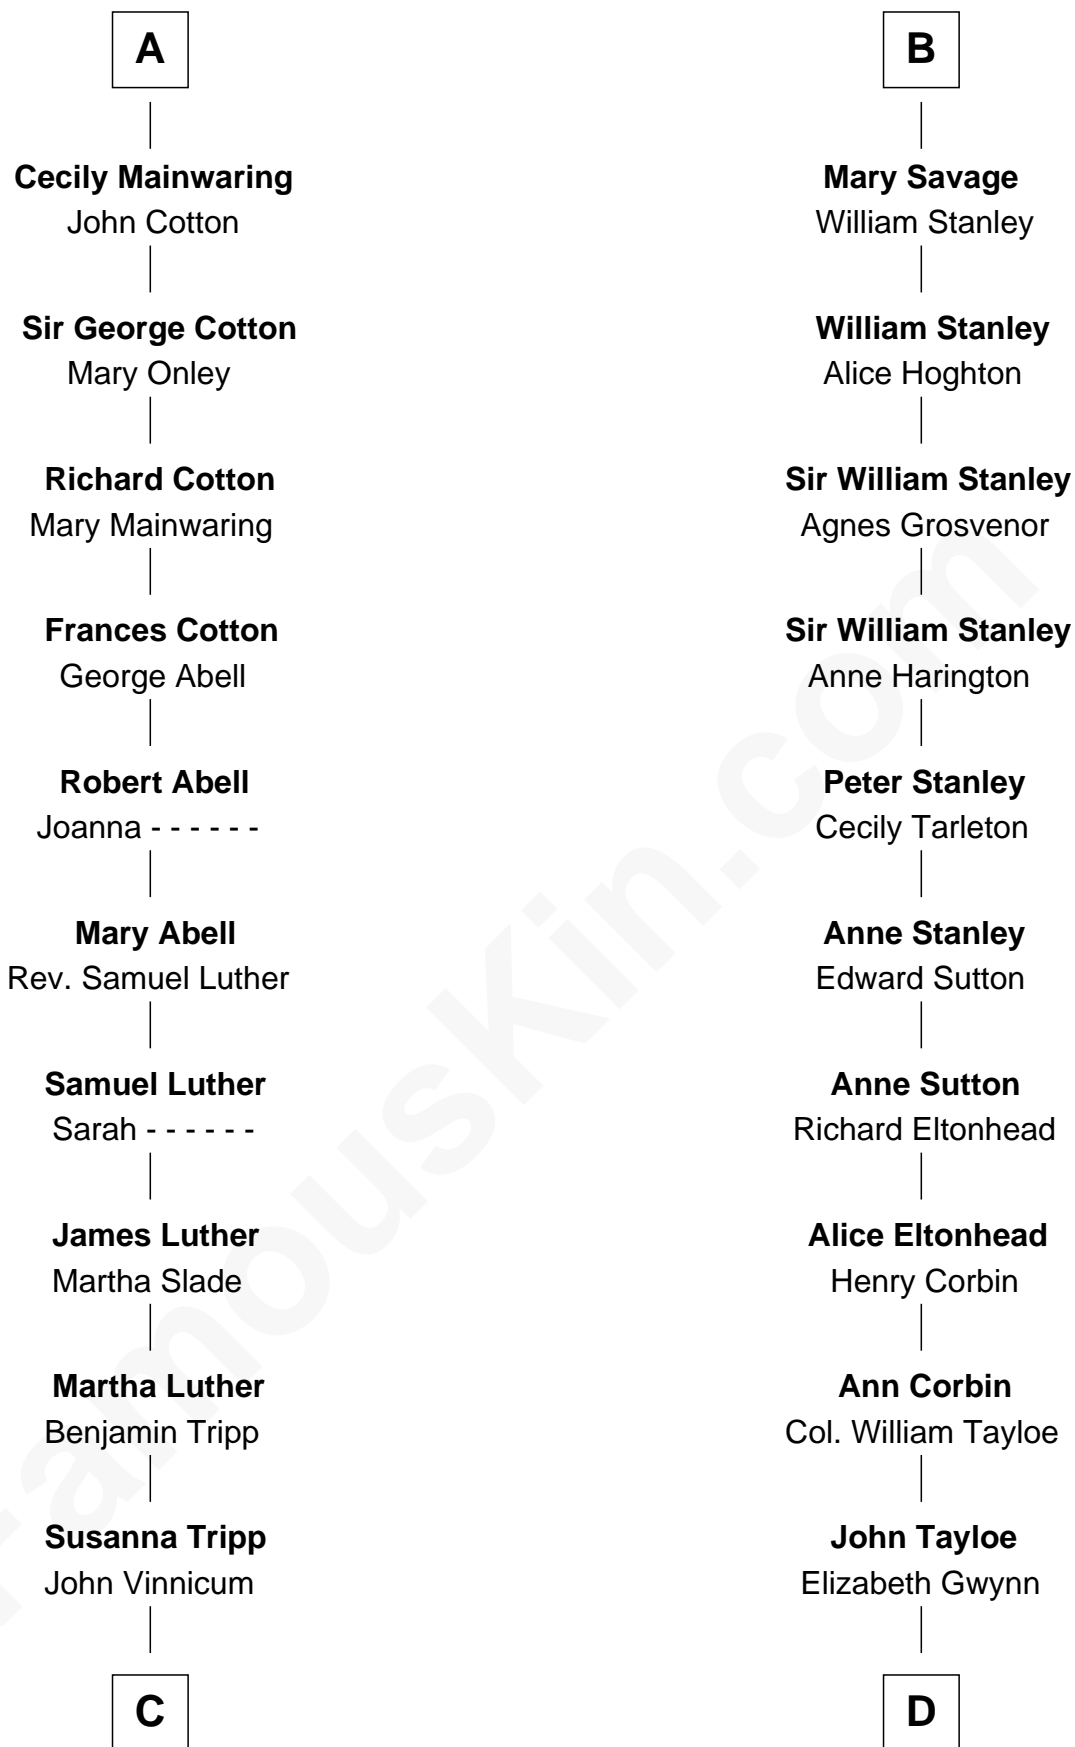 A
Cecily Mainwaring
John Cotton
Sir George Cotton
Mary Onley
Richard Cotton
Mary Mainwaring
Frances Cotton
George Abell
Robert Abell
Joanna - - - - - -
Mary Abell
Rev. Samuel Luther
Samuel Luther
Sarah - - - - - -
James Luther
Martha Slade
Martha Luther
Benjamin Tripp
Susanna Tripp
John Vinnicum
C
B
Mary Savage
William Stanley
William Stanley
Alice Hoghton
Sir William Stanley
Agnes Grosvenor
Sir William Stanley
Anne Harington
Peter Stanley
Cecily Tarleton
Anne Stanley
Edward Sutton
Anne Sutton
Richard Eltonhead
Alice Eltonhead
Henry Corbin
Ann Corbin
Col. William Tayloe
John Tayloe
Elizabeth Gwynn
D
FamousKin.com